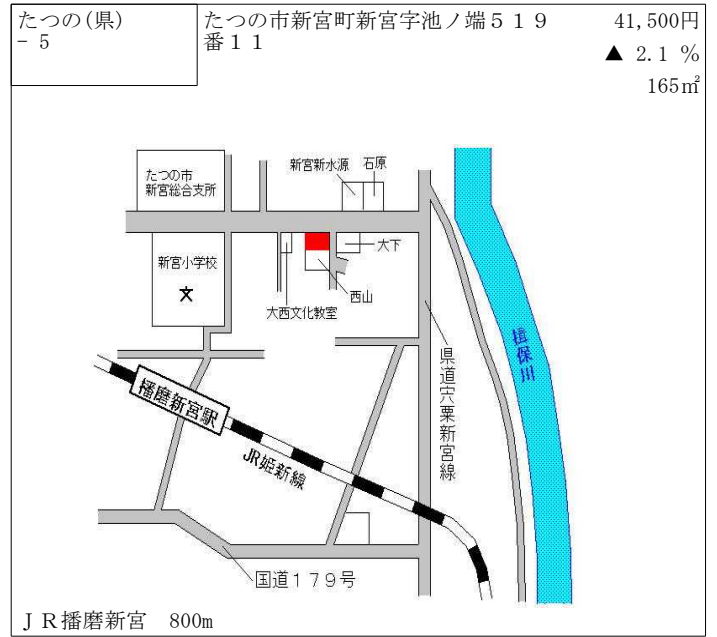 たつの(県)
－５
たつの市新宮町新宮字池ノ端５１９
番１１
41,500円
▲ 2.1 %
165㎡
たつの市
新宮総合支所
新宮新水源
石原
新宮小学校
文
大下
西山
大西文化教室
揖保川
県道宍粟新宮線
播磨新宮駅
JR姫新線
国道１７９号
ＪＲ播磨新宮　800m